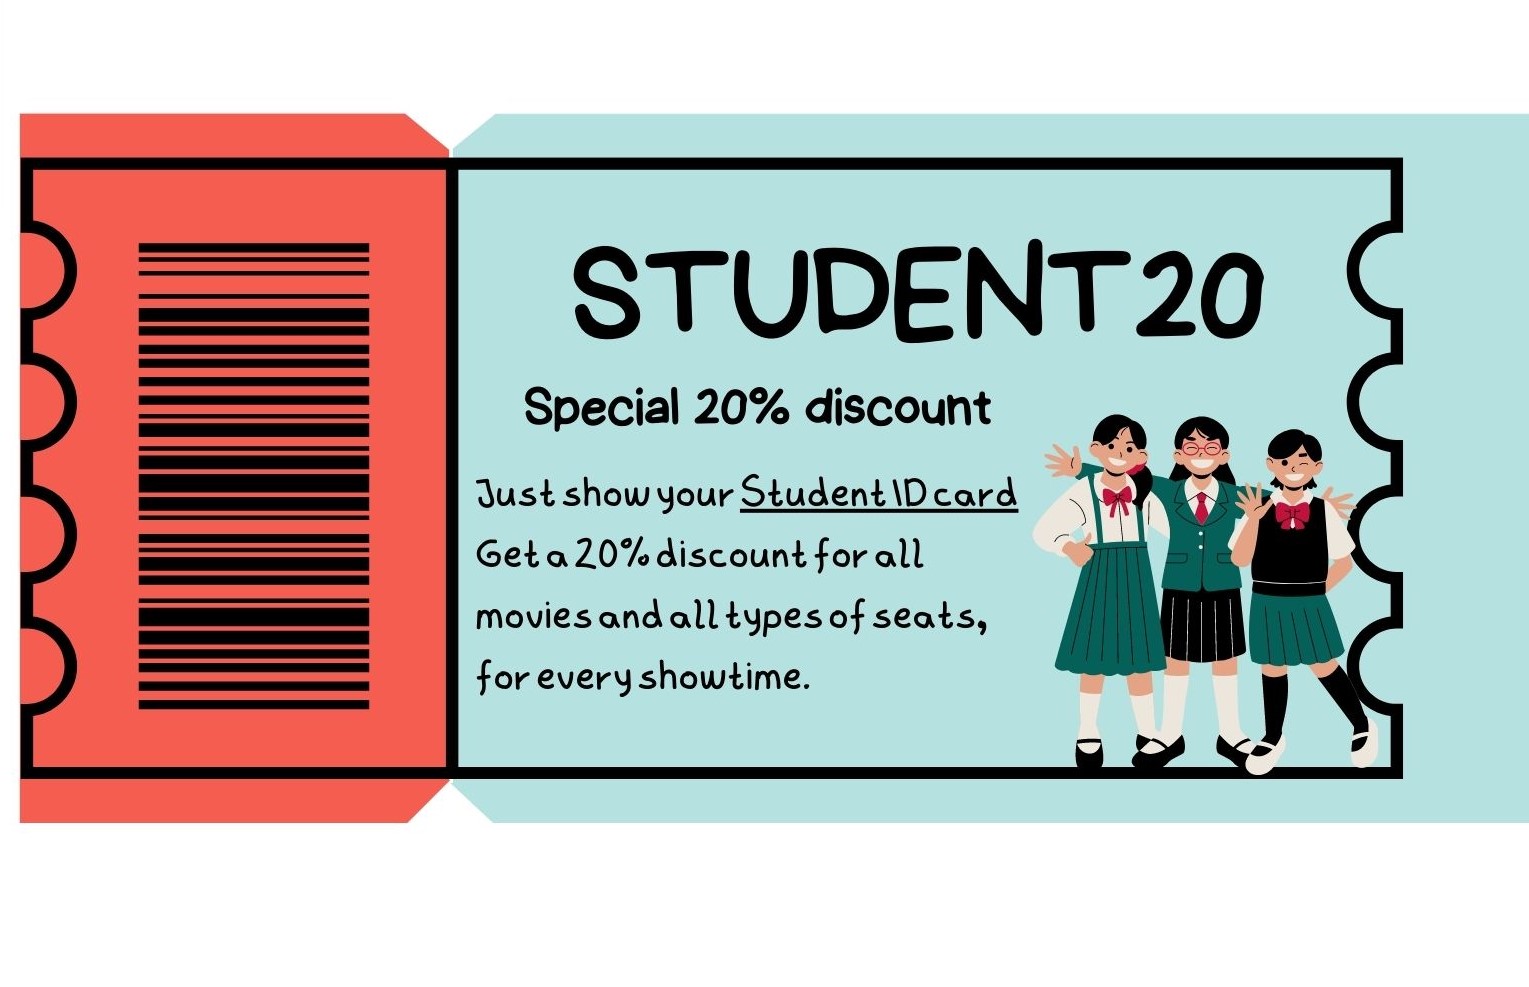 STUDENT20
Special 20% discount
Just show your Student ID card
Get a 20% discount for all
movies and all types of seats,
for every showtime.